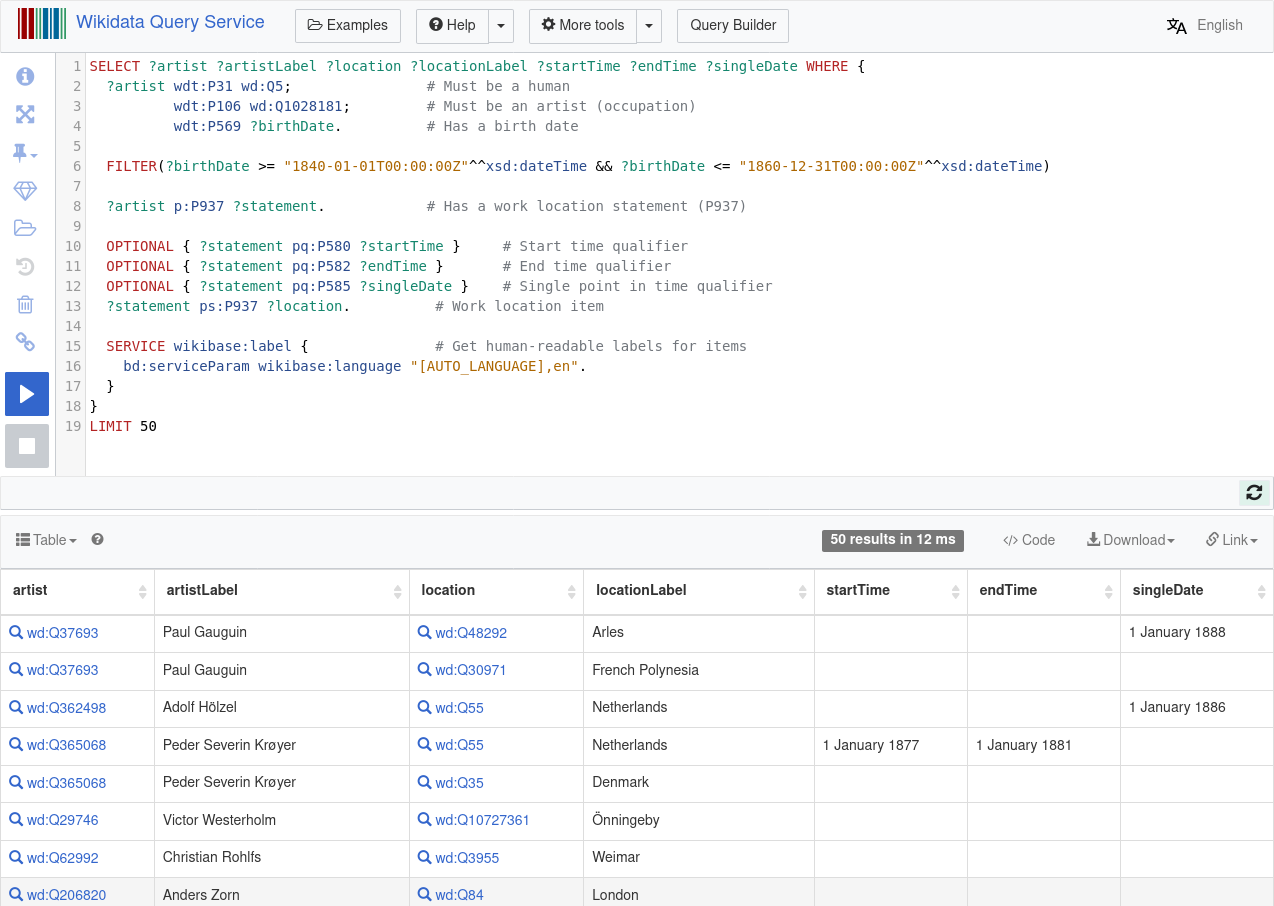 Wikidata Query Service Examples Help More tools Query Builder English
1 SELECT ?artist ?artistLabel ?location ?locationLabel ?startTime ?endTime ?singleDate WHERE {
2 ?artist wdt:P31 wd:Q5; # Must be a human
3 wdt:P106 wd:Q1028181; # Must be an artist (occupation)
4 wdt:P569 ?birthDate. # Has a birth date
5
6 FILTER(?birthDate >= "1840-01-01T00:00:00Z"^^xsd:dateTime && ?birthDate <= "1860-12-31T00:00:00Z"^^xsd:dateTime)
7
8 ?artist p:P937 ?statement. # Has a work location statement (P937)
9
10 OPTIONAL { ?statement pq:P580 ?startTime } # Start time qualifier
11 OPTIONAL { ?statement pq:P582 ?endTime } # End time qualifier
12 OPTIONAL { ?statement pq:P585 ?singleDate } # Single point in time qualifier
13 ?statement ps:P937 ?location. # Work location item
14
15 SERVICE wikibase:label { # Get human-readable labels for items
16 bd:serviceParam wikibase:language "[AUTO_LANGUAGE],en".
17 }
18 }
19 LIMIT 50
Table 50 results in 12 ms </> Code Download Link
artist artistLabel location locationLabel startTime endTime singleDate
wd:Q37693 Paul Gauguin wd:Q48292 Arles 1 January 1888
wd:Q37693 Paul Gauguin wd:Q30971 French Polynesia
wd:Q362498 Adolf Hölzel wd:Q55 Netherlands 1 January 1886
wd:Q365068 Peder Severin Krøyer wd:Q55 Netherlands 1 January 1877 1 January 1881
wd:Q365068 Peder Severin Krøyer wd:Q35 Denmark
wd:Q29746 Victor Westerholm wd:Q10727361 Önningeby
wd:Q62992 Christian Rohlfs wd:Q3955 Weimar
wd:Q206820 Anders Zorn wd:Q84 London